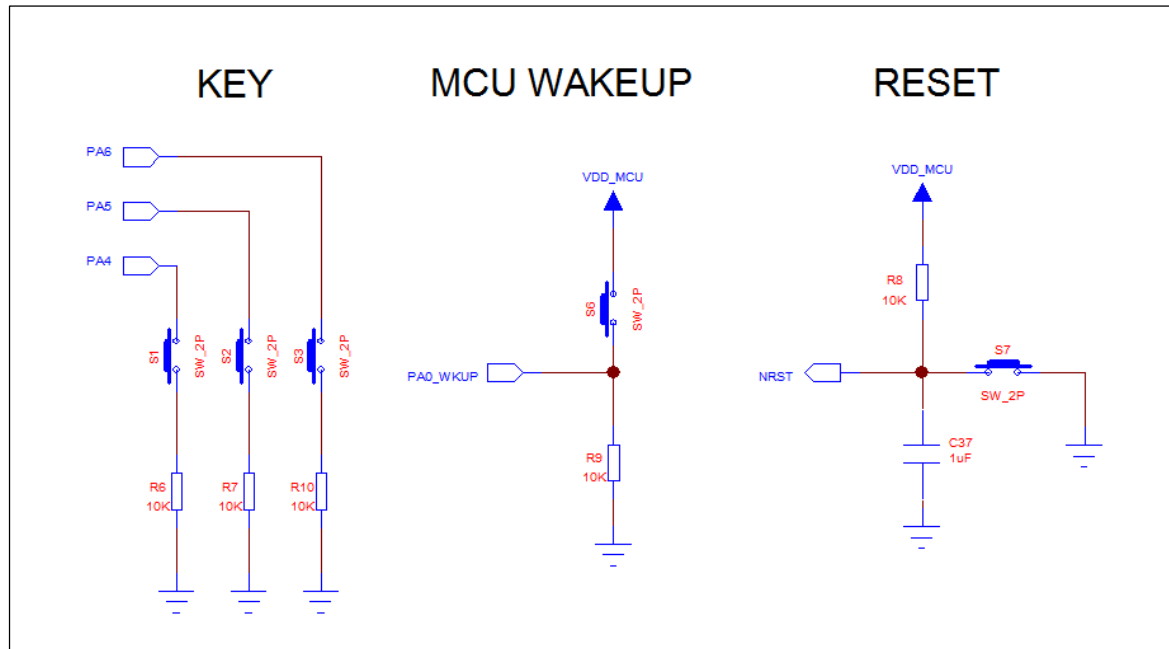 KEY
MCU WAKEUP
RESET
PA6
PA5
PA4
S1
SW_2P
S2
SW_2P
S3
SW_2P
R6
10K
R7
10K
R10
10K
VDD_MCU
S6
SW_2P
PA0_WKUP
R9
10K
VDD_MCU
R8
10K
S7
SW_2P
NRST
C37
1uF